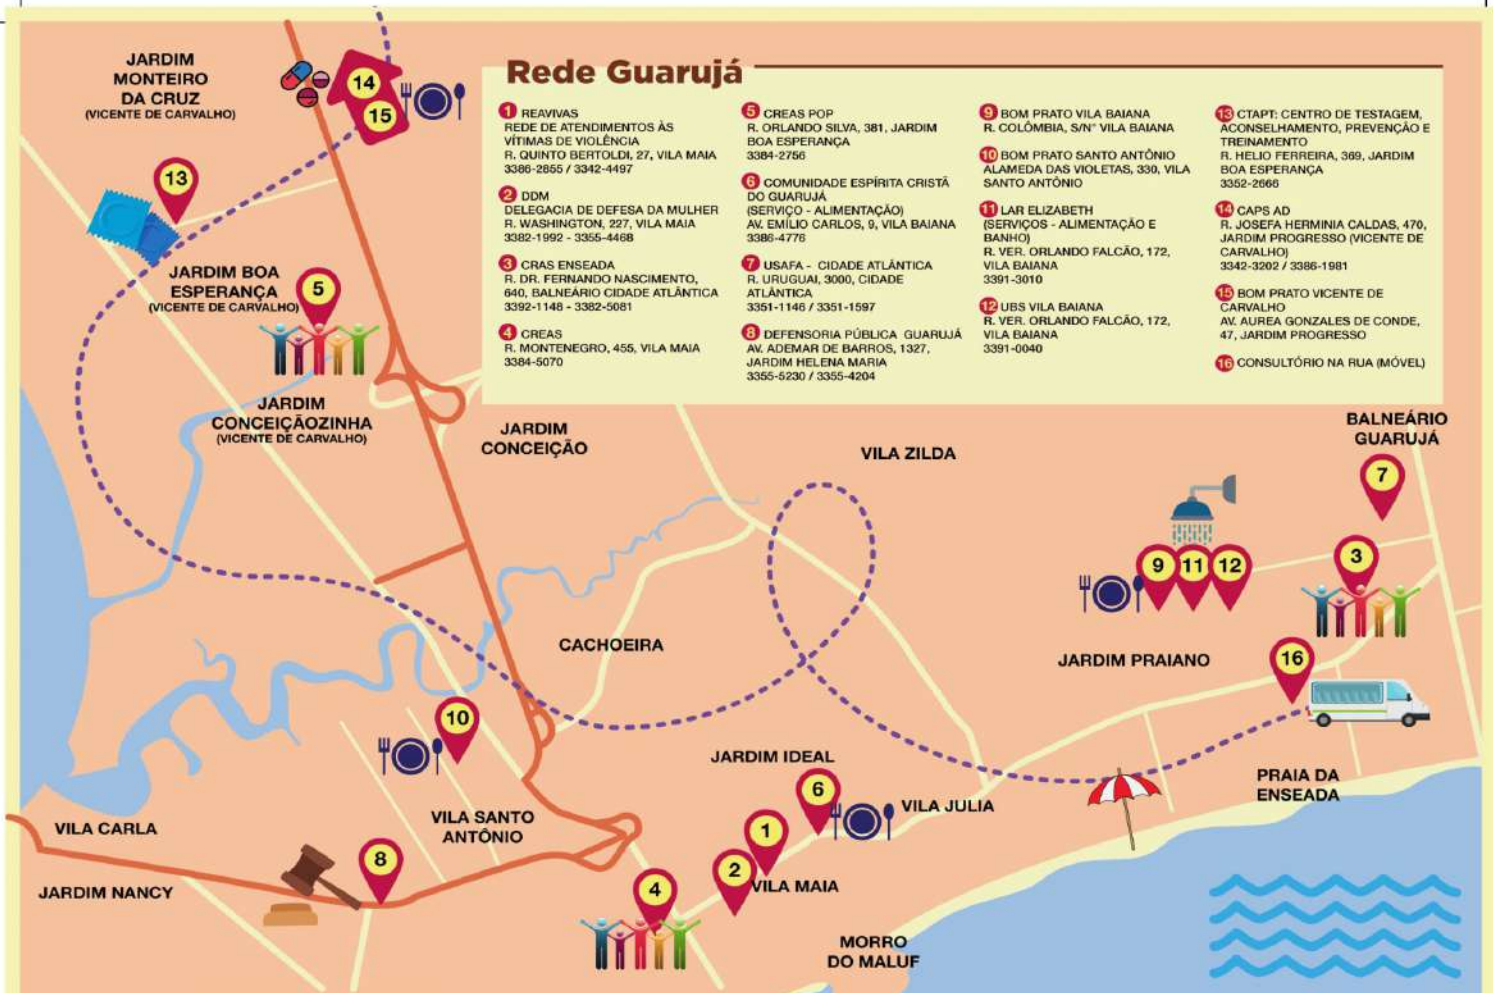 JARDIM
MONTEIRO
DA CRUZ
(VICENTE DE CARVALHO)
14
15
13
Rede Guarujá
1 REAVIVAS
REDE DE ATENDIMENTOS ÀS
VÍTIMAS DE VIOLÊNCIA
R. QUINTO BERTOLDI, 27, VILA MAIA
3386-2855 / 3342-4497
2 DDM
DELEGACIA DE DEFESA DA MULHER
R. WASHINGTON, 227, VILA MAIA
3382-1992 - 3355-4468
3 CRAS ENSEADA
R. DR. FERNANDO NASCIMENTO,
640, BALNEÁRIO CIDADE ATLÂNTICA
3392-1148 - 3382-5081
4 CREAS
R. MONTENEGRO, 455, VILA MAIA
3384-5070
5 CREAS POP
R. ORLANDO SILVA, 381, JARDIM
BOA ESPERANÇA
3384-2756
6 COMUNIDADE ESPÍRITA CRISTÃ
DO GUARUJÁ
(SERVIÇO - ALIMENTAÇÃO)
AV. EMÍLIO CARLOS, 9, VILA BAIANA
3386-4776
7 USAFA - CIDADE ATLÂNTICA
R. URUGUAI, 3000, CIDADE
ATLÂNTICA
3351-1146 / 3351-1597
8 DEFENSORIA PÚBLICA GUARUJÁ
AV. ADEMAR DE BARROS, 1327,
JARDIM HELENA MARIA
3355-5230 / 3355-4204
9 BOM PRATO VILA BAIANA
R. COLÔMBIA, S/N° VILA BAIANA
10 BOM PRATO SANTO ANTÔNIO
ALAMEDA DAS VIOLETAS, 330, VILA
SANTO ANTÔNIO
11 LAR ELIZABETH
(SERVIÇOS - ALIMENTAÇÃO E
BANHO)
R. VER. ORLANDO FALCÃO, 172,
VILA BAIANA
3391-3010
12 UBS VILA BAIANA
R. VER. ORLANDO FALCÃO, 172,
VILA BAIANA
3391-0040
13 CTAPT: CENTRO DE TESTAGEM,
ACONSELHAMENTO, PREVENÇÃO E
TREINAMENTO
R. HELIO FERREIRA, 369, JARDIM
BOA ESPERANÇA
3352-2666
14 CAPS AD
R. JOSEFA HERMINIA CALDAS, 470,
JARDIM PROGRESSO (VICENTE DE
CARVALHO)
3342-3202 / 3386-1981
15 BOM PRATO VICENTE DE
CARVALHO
AV. AUREA GONZALES DE CONDE,
47, JARDIM PROGRESSO
16 CONSULTÓRIO NA RUA (MÓVEL)
JARDIM BOA
ESPERANÇA
(VICENTE DE CARVALHO)
5
JARDIM
CONCEIÇÃOZINHA
(VICENTE DE CARVALHO)
JARDIM
CONCEIÇÃO
VILA ZILDA
BALNEÁRIO
GUARUJÁ
7
9
11
12
3
CACHOEIRA
JARDIM PRAIANO
16
10
JARDIM IDEAL
6
VILA JULIA
PRAIA DA
ENSEADA
VILA CARLA
VILA SANTO
ANTÔNIO
1
8
2
VILA MAIA
4
JARDIM NANCY
MORRO
DO MALUF